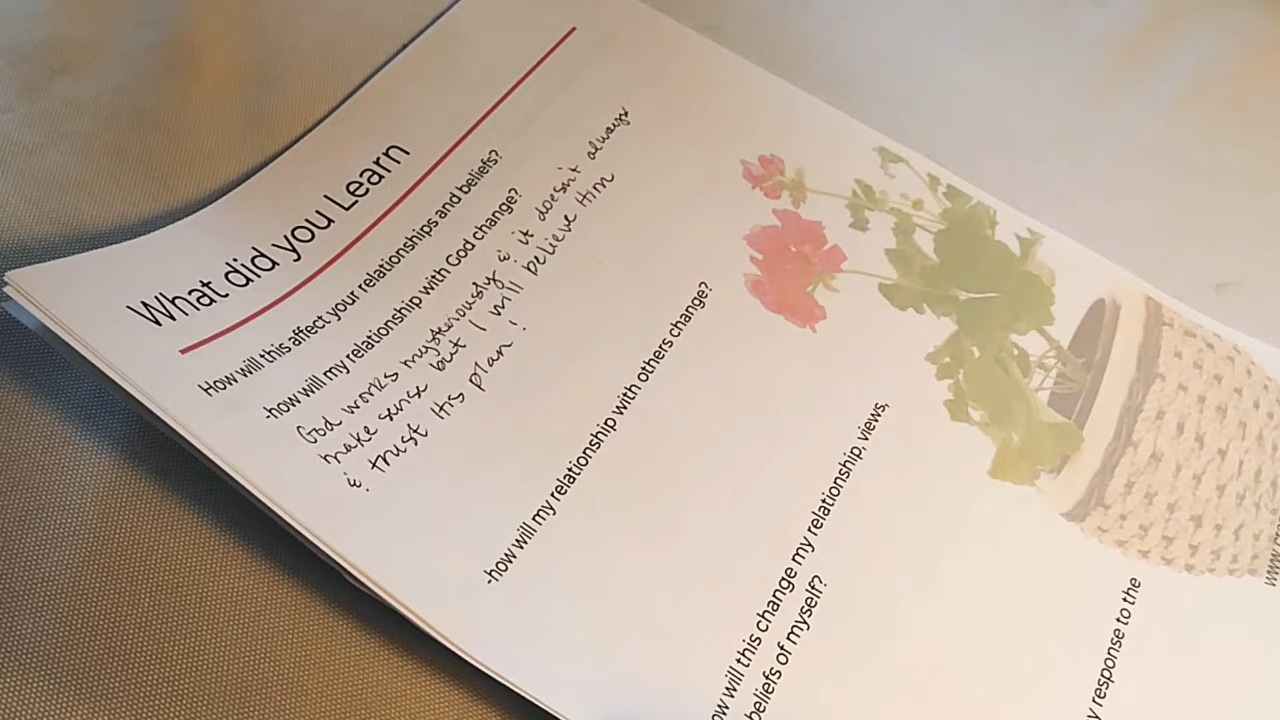 What did you Learn
How will this affect your relationships and beliefs?
-how will my relationship with God change?
God works mysteriously & it doesn't always
make sense but I will believe Him
& trust His plan!
-how will my relationship with others change?
will this change my relationship, views,
beliefs of myself?
response to the